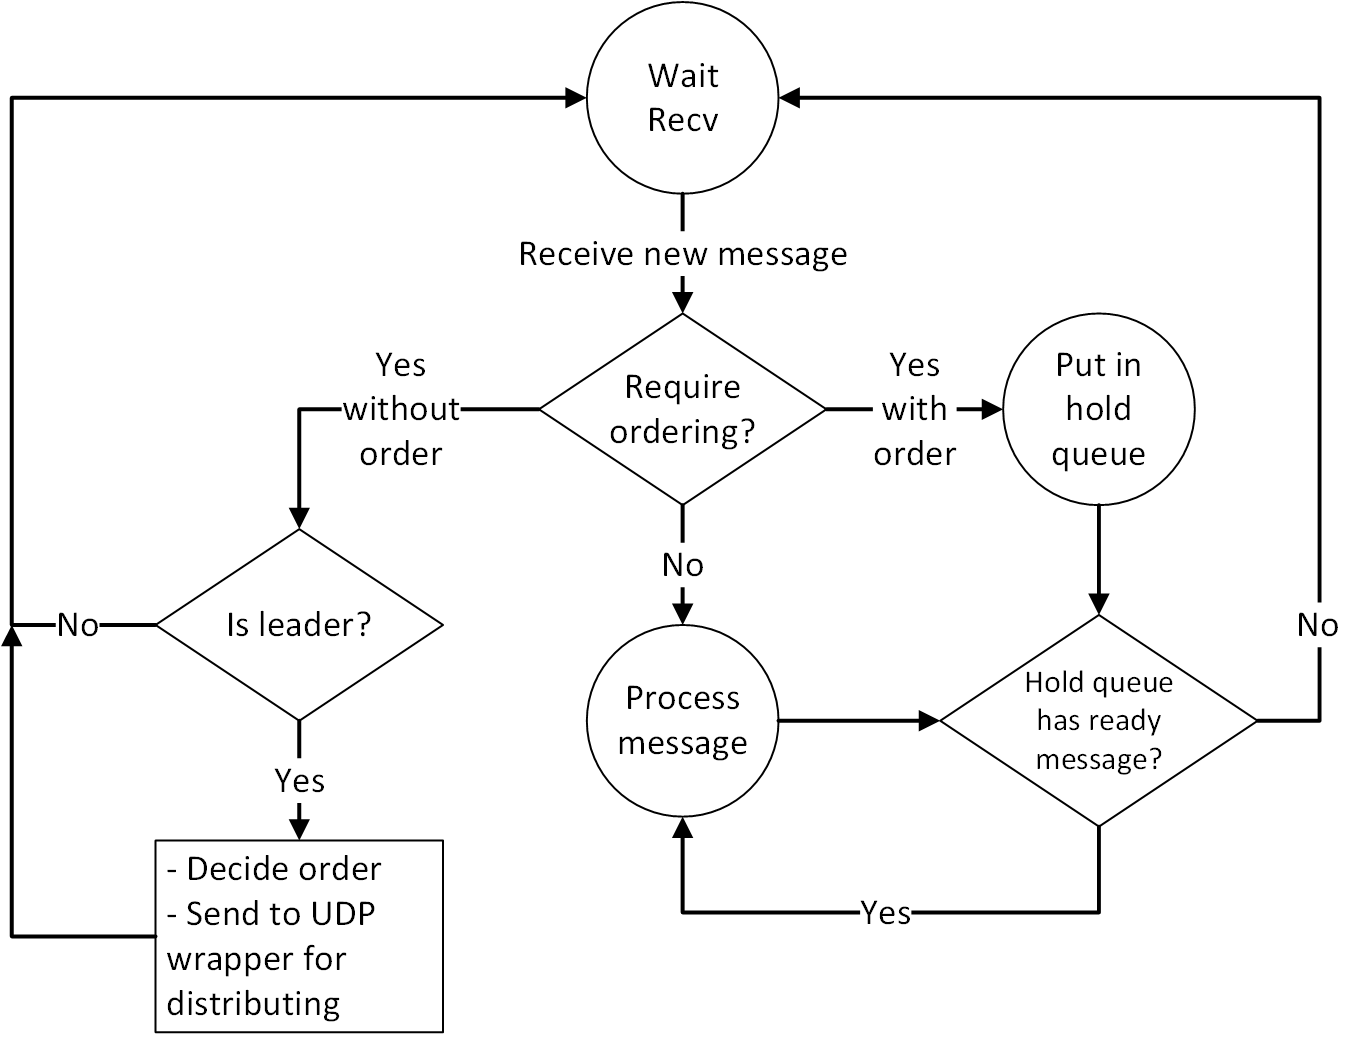 Wait
Recv
Receive new message
Yes
without
order
Require
ordering?
Yes
with
order
Put in
hold
queue
No
Is leader?
No
No
Process
message
Hold queue
has ready
message?
Yes
- Decide order
- Send to UDP
wrapper for
distributing
Yes